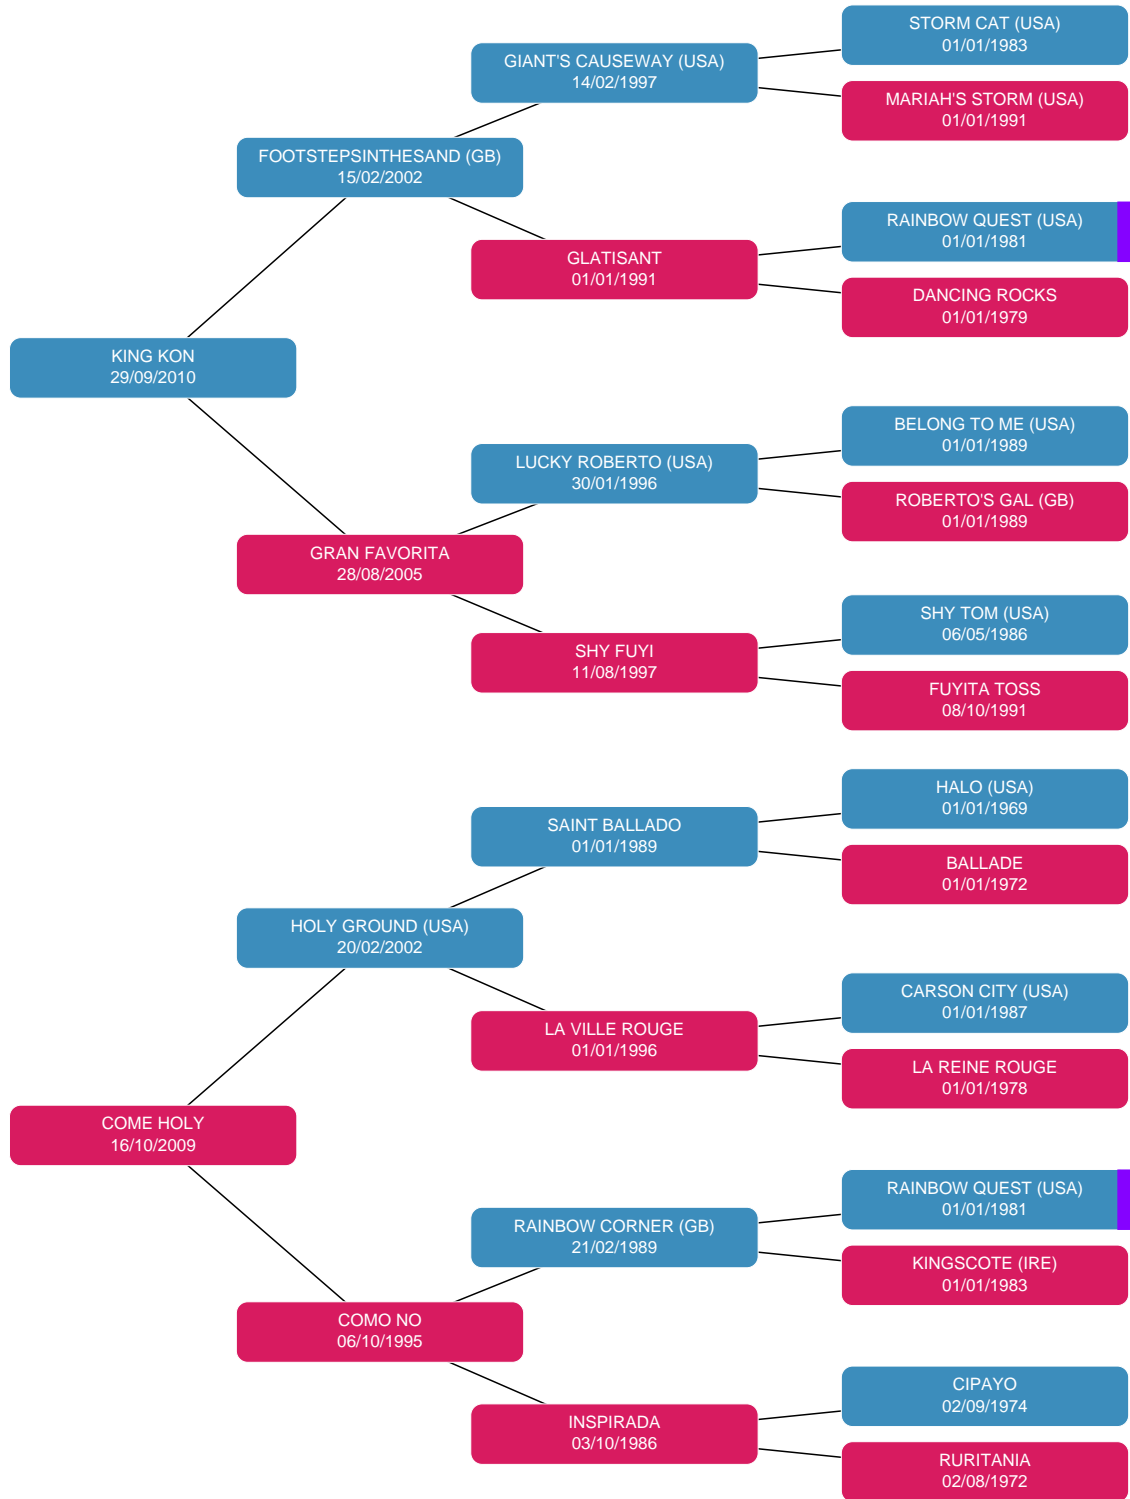 STORM CAT (USA)
01/01/1983
GIANT'S CAUSEWAY (USA)
14/02/1997
MARIAH'S STORM (USA)
01/01/1991
FOOTSTEPSINTHESAND (GB)
15/02/2002
RAINBOW QUEST (USA)
01/01/1981
GLATISANT
01/01/1991
DANCING ROCKS
01/01/1979
KING KON
29/09/2010
BELONG TO ME (USA)
01/01/1989
LUCKY ROBERTO (USA)
30/01/1996
ROBERTO'S GAL (GB)
01/01/1989
GRAN FAVORITA
28/08/2005
SHY TOM (USA)
06/05/1986
SHY FUYI
11/08/1997
FUYITA TOSS
08/10/1991
HALO (USA)
01/01/1969
SAINT BALLADO
01/01/1989
BALLADE
01/01/1972
HOLY GROUND (USA)
20/02/2002
CARSON CITY (USA)
01/01/1987
LA VILLE ROUGE
01/01/1996
LA REINE ROUGE
01/01/1978
COME HOLY
16/10/2009
RAINBOW QUEST (USA)
01/01/1981
RAINBOW CORNER (GB)
21/02/1989
KINGSCOTE (IRE)
01/01/1983
COMO NO
06/10/1995
CIPAYO
02/09/1974
INSPIRADA
03/10/1986
RURITANIA
02/08/1972